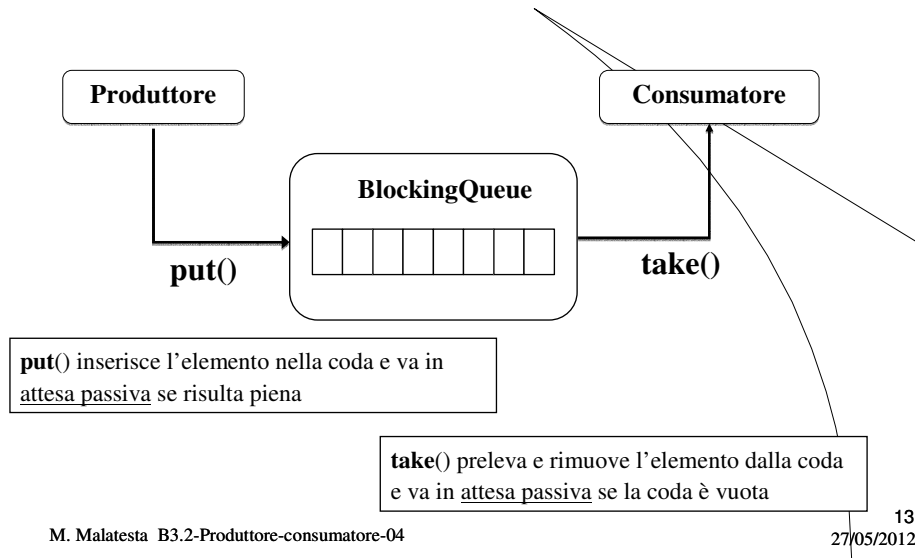 Produttore
Consumatore
BlockingQueue
put()
take()
put() inserisce l'elemento nella coda e va in
attesa passiva se risulta piena
take() preleva e rimuove l'elemento dalla coda
e va in attesa passiva se la coda è vuota
M. Malatesta B3.2-Produttore-consumatore-04
13
27/05/2012